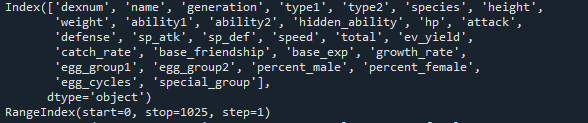 Index(['dexnum', 'name', 'generation', 'type1', 'type2', 'species', 'height',
'weight', 'ability1', 'ability2', 'hidden_ability', 'hp', 'attack',
'defense', 'sp_atk', 'sp_def', 'speed', 'total', 'ev_yield',
'catch_rate', 'base_friendship', 'base_exp', 'growth_rate',
'egg_group1', 'egg_group2', 'percent_male', 'percent_female',
'egg_cycles', 'special_group'],
dtype='object')
RangeIndex(start=0, stop=1025, step=1)